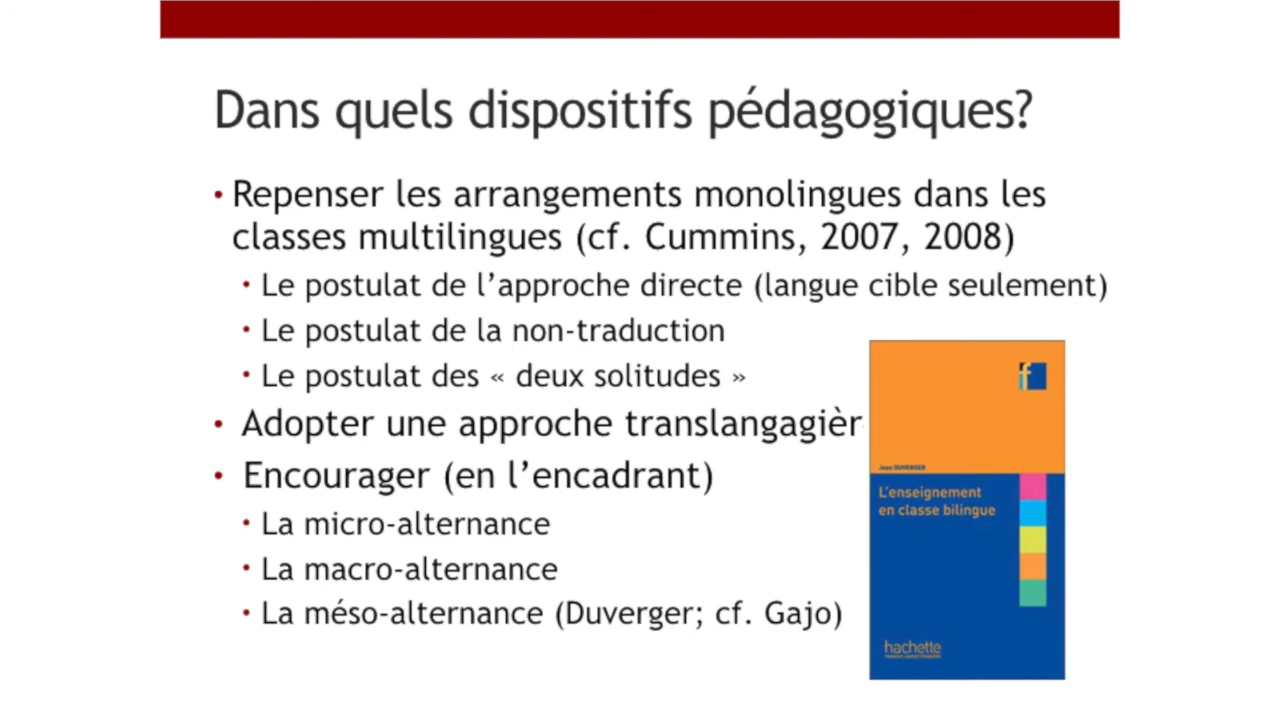 Dans quels dispositifs pédagogiques?
• Repenser les arrangements monolingues dans les
classes multilingues (cf. Cummins, 2007, 2008)
• Le postulat de l’approche directe (langue cible seulement)
• Le postulat de la non-traduction
• Le postulat des « deux solitudes »
• Adopter une approche translangagièr
• Encourager (en l’encadrant)
• La micro-alternance
• La macro-alternance
• La méso-alternance (Duverger; cf. Gajo)
f
Jean DUVERGER
L’enseignement
en classe bilingue
hachette